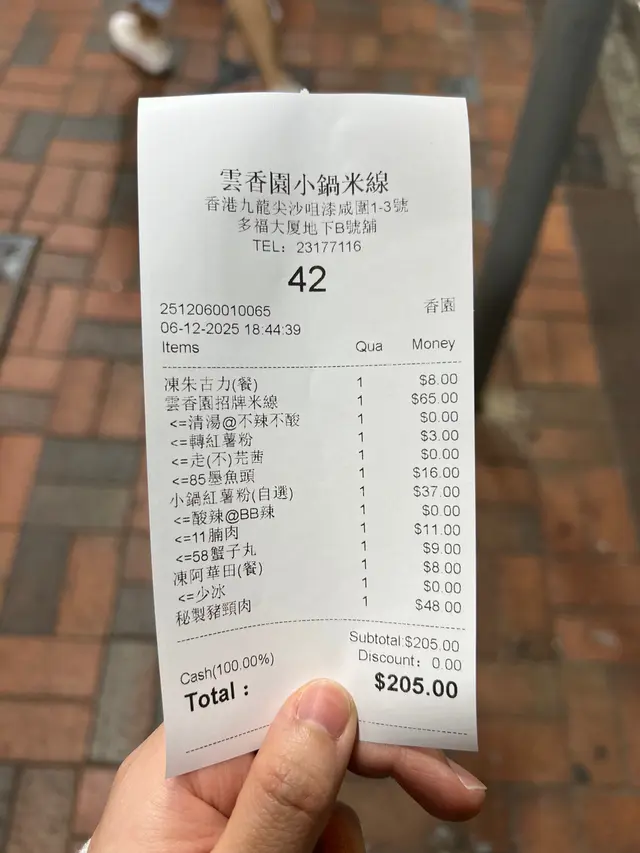 雲香園小鍋米線
香港九龍尖沙咀漆咸圍1-3號
多福大廈地下B號舖
TEL: 23177116
42
2512060010065 香園
06-12-2025 18:44:39
Items Qua Money
凍朱古力(餐) 1 $8.00
雲香園招牌米線 1 $65.00
<=清湯@不辣不酸 1 $0.00
<=轉紅薯粉 1 $3.00
<=走(不)芫茜 1 $0.00
<=85墨魚頭 1 $16.00
小鍋紅薯粉(自選) 1 $37.00
<=酸辣@BB辣 1 $0.00
<=11腩肉 1 $11.00
<=58蟹子丸 1 $9.00
凍阿華田(餐) 1 $8.00
<=少冰 1 $0.00
秘製豬頸肉 1 $48.00
Subtotal:$205.00
Cash(100.00%) Discount: 0.00
Total : $205.00